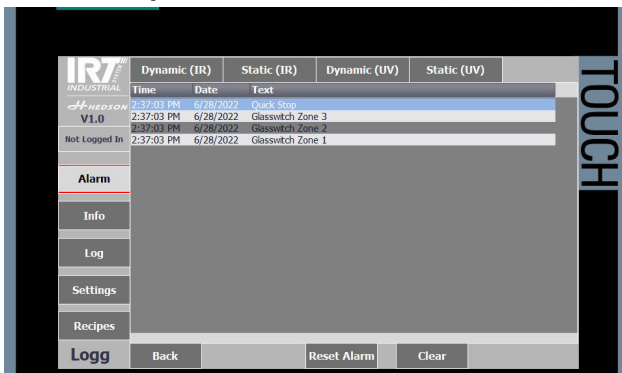 IRT
INDUSTRIAL
HEDSON
V1.0
Not Logged In
Alarm
Info
Log
Settings
Recipes
Logg
Dynamic (IR) Static (IR) Dynamic (UV) Static (UV)
Time Date Text
2:37:03 PM 6/28/2022 Quick Stop
2:37:03 PM 6/28/2022 Glasswitch Zone 3
2:37:03 PM 6/28/2022 Glasswitch Zone 2
2:37:03 PM 6/28/2022 Glasswitch Zone 1
Back Reset Alarm Clear
TOUCH